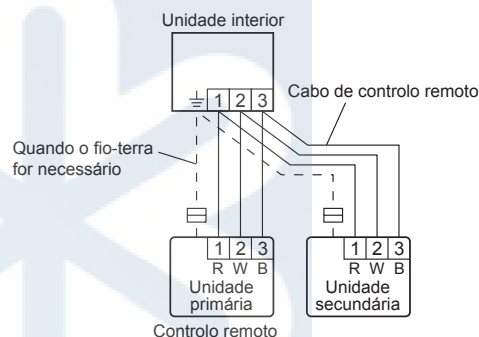 Unidade interior
1 2 3
Cabo de controlo remoto
Quando o fio-terra
for necessário
1 2 3
R W B
Unidade
primária
1 2 3
R W B
Unidade
secundária
Controlo remoto